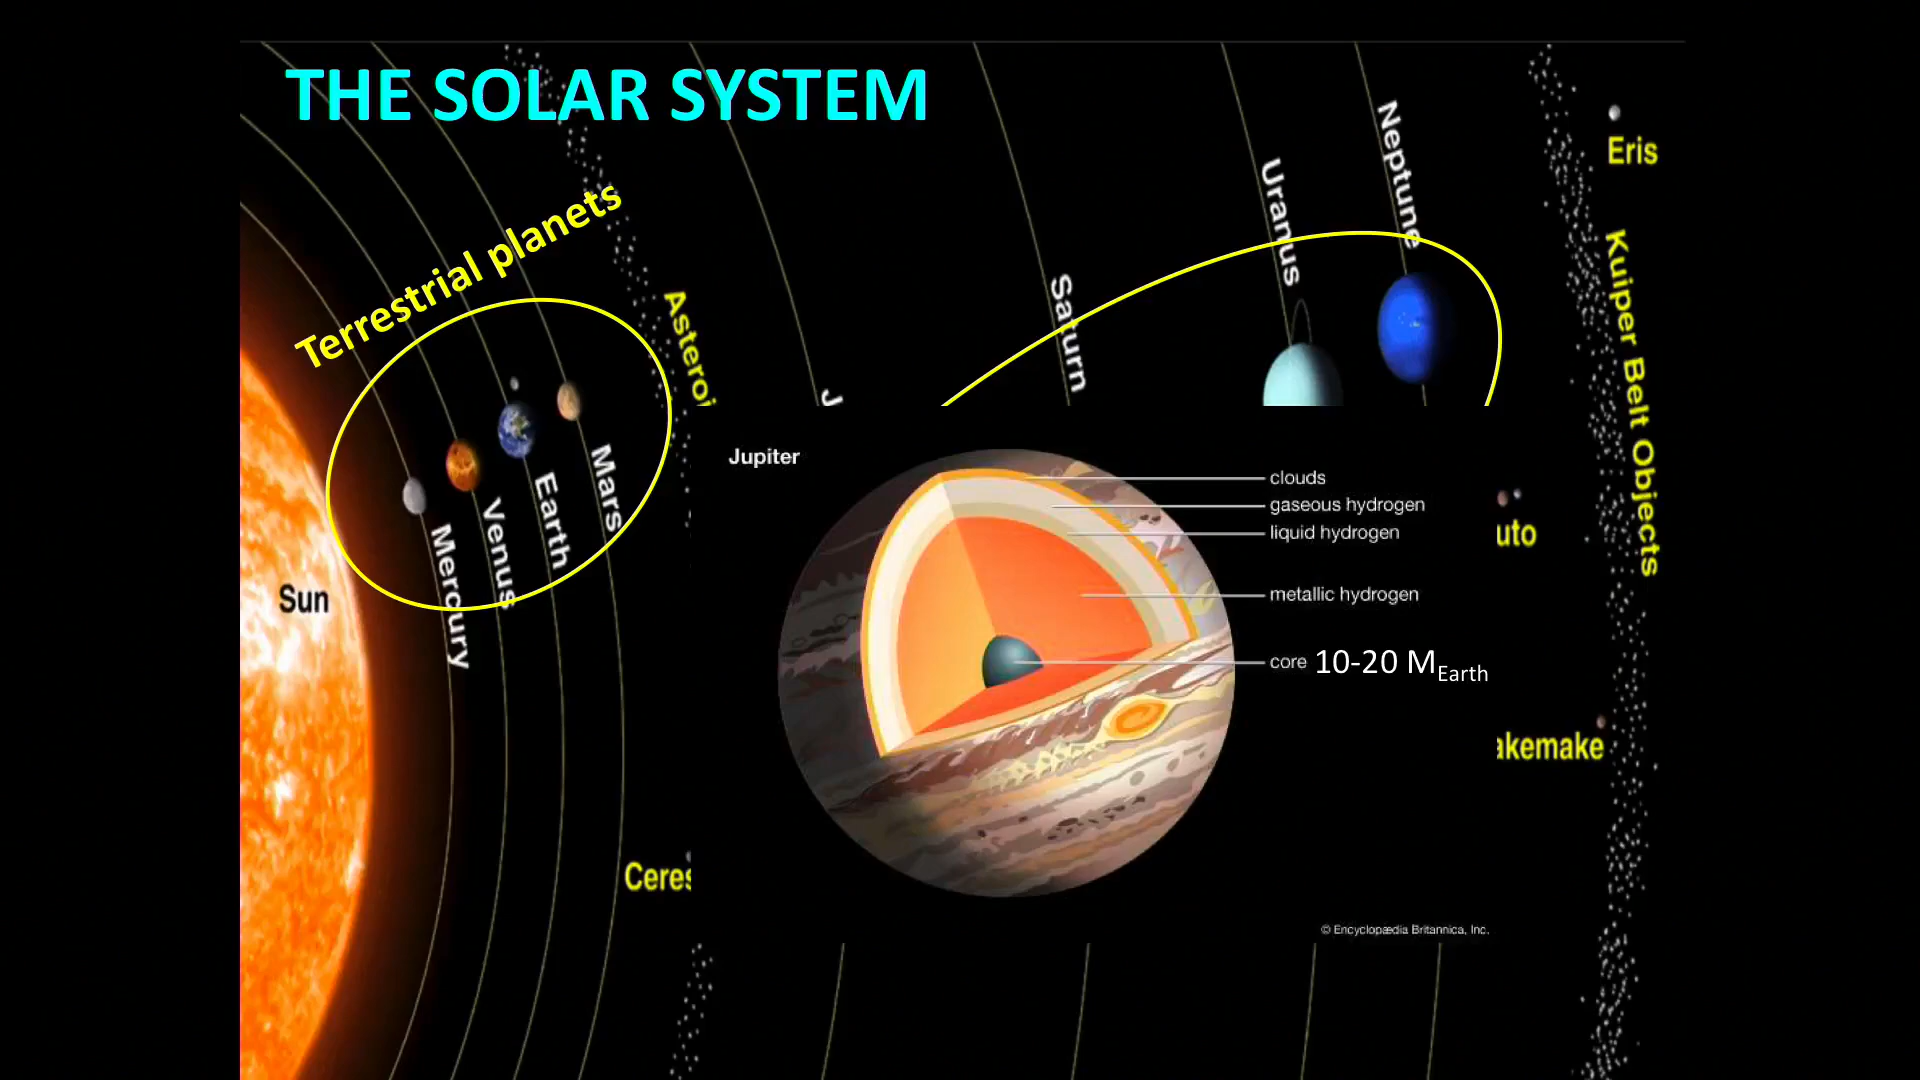 THE SOLAR SYSTEM
Terrestrial planets
Sun
Mercury
Venus
Earth
Mars
Asteroi
J
Saturn
Uranus
Neptune
Eris
Kuiper Belt Objects
uto
akemake
Ceres
Jupiter
clouds
gaseous hydrogen
liquid hydrogen
metallic hydrogen
core 10-20 MEarth
© Encyclopædia Britannica, Inc.